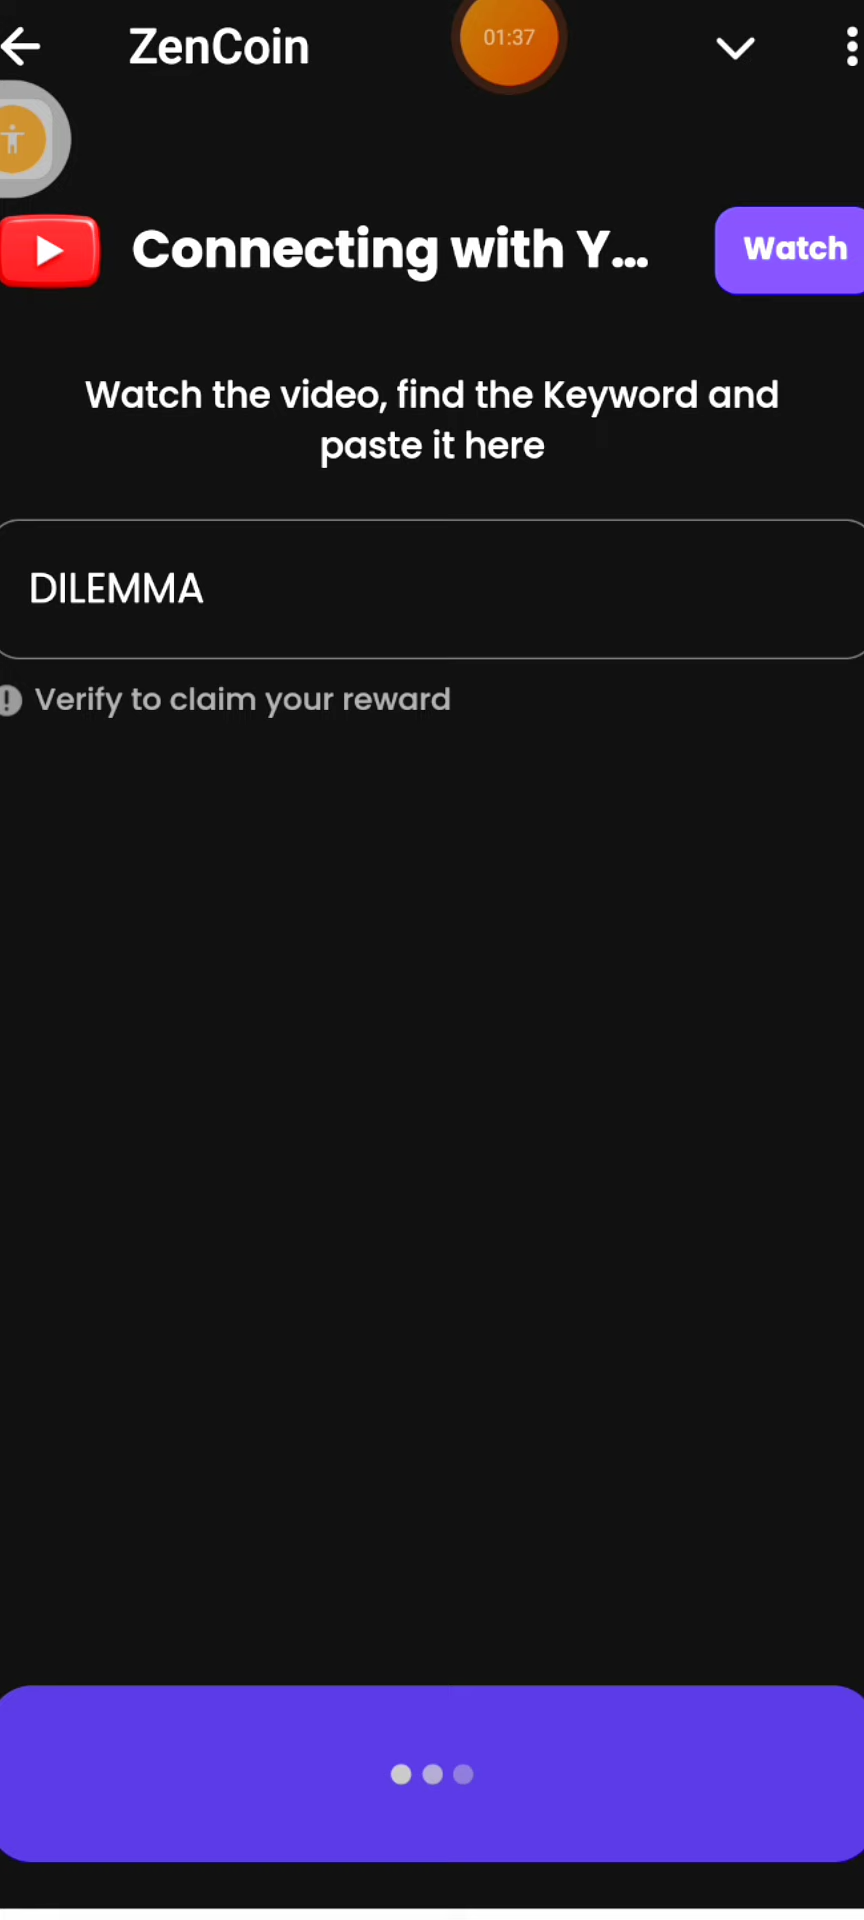 ZenCoin
01:37
Connecting with Y...
Watch
Watch the video, find the Keyword and
paste it here
DILEMMA
Verify to claim your reward